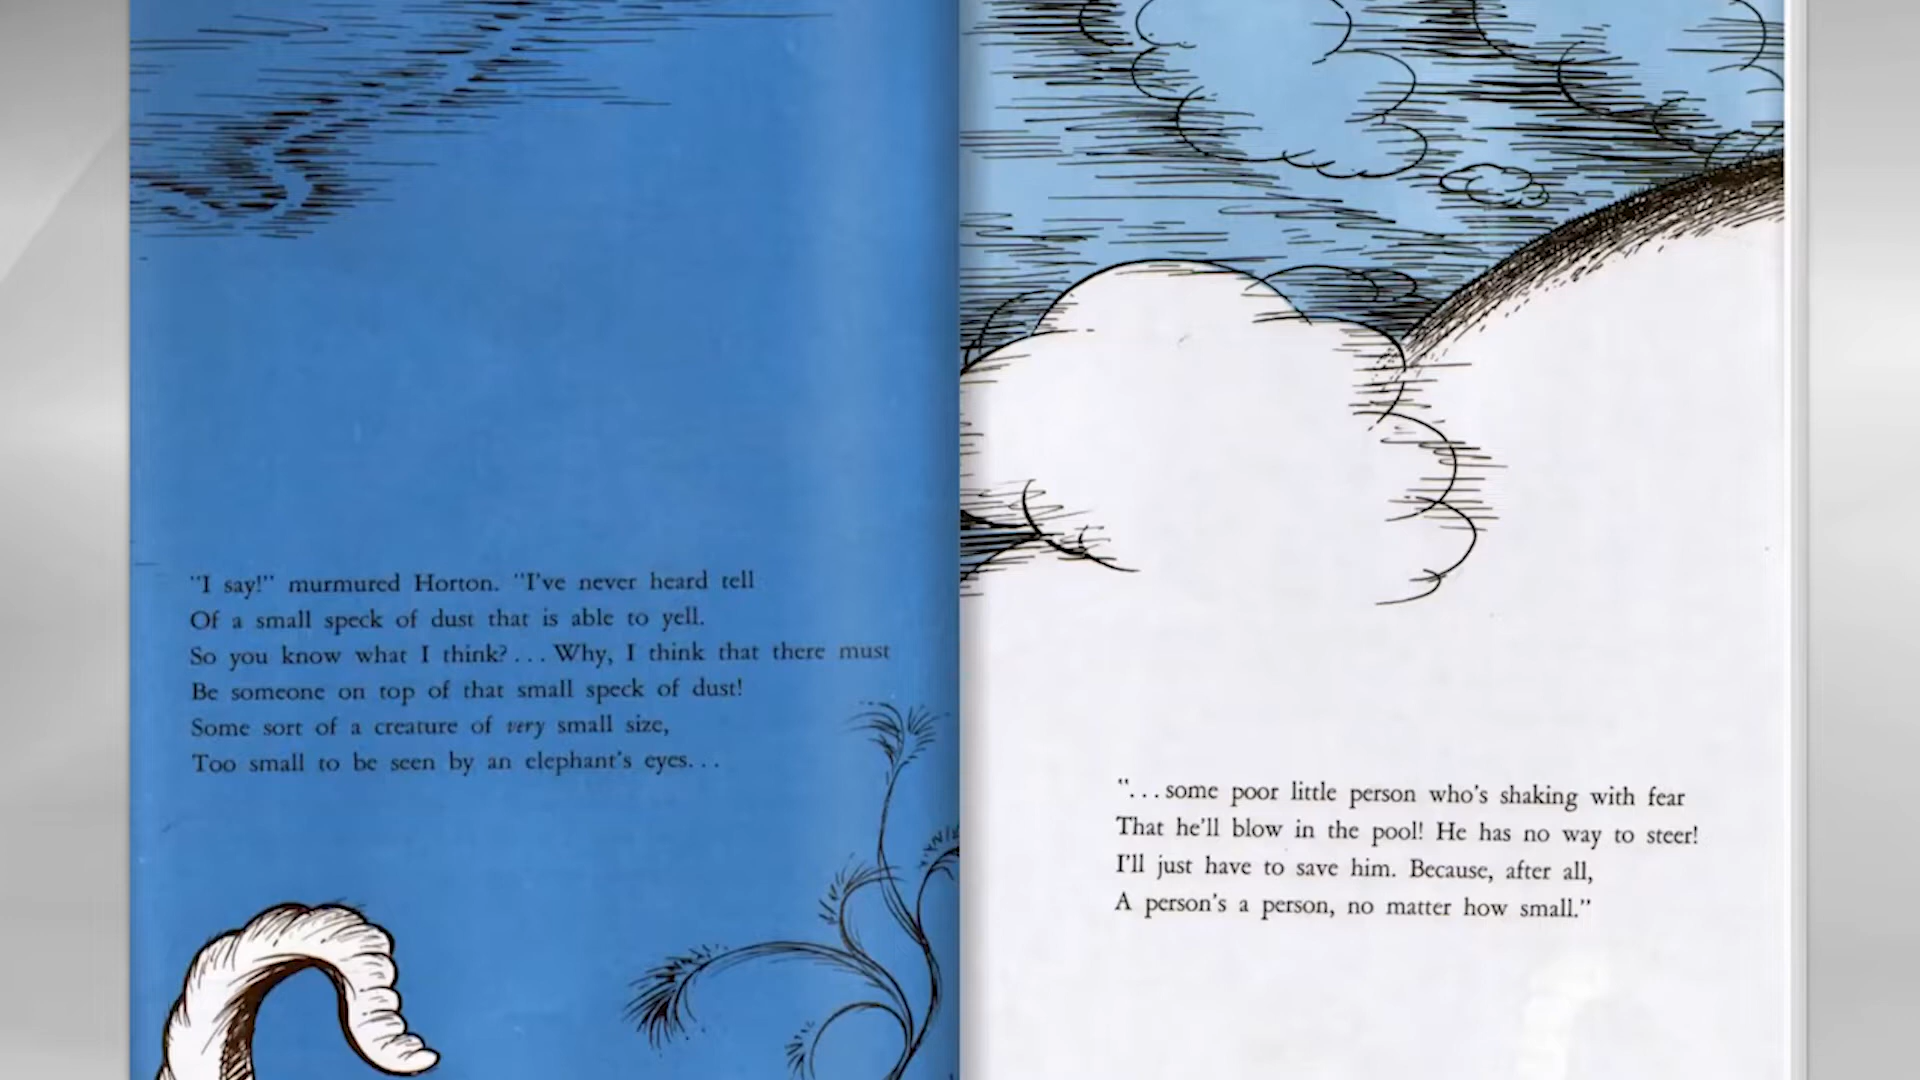 "I say!" murmured Horton. "I've never heard tell
Of a small speck of dust that is able to yell.
So you know what I think?... Why, I think that there must
Be someone on top of that small speck of dust!
Some sort of a creature of very small size,
Too small to be seen by an elephant's eyes...
"...some poor little person who's shaking with fear
That he'll blow in the pool! He has no way to steer!
I'll just have to save him. Because, after all,
A person's a person, no matter how small."